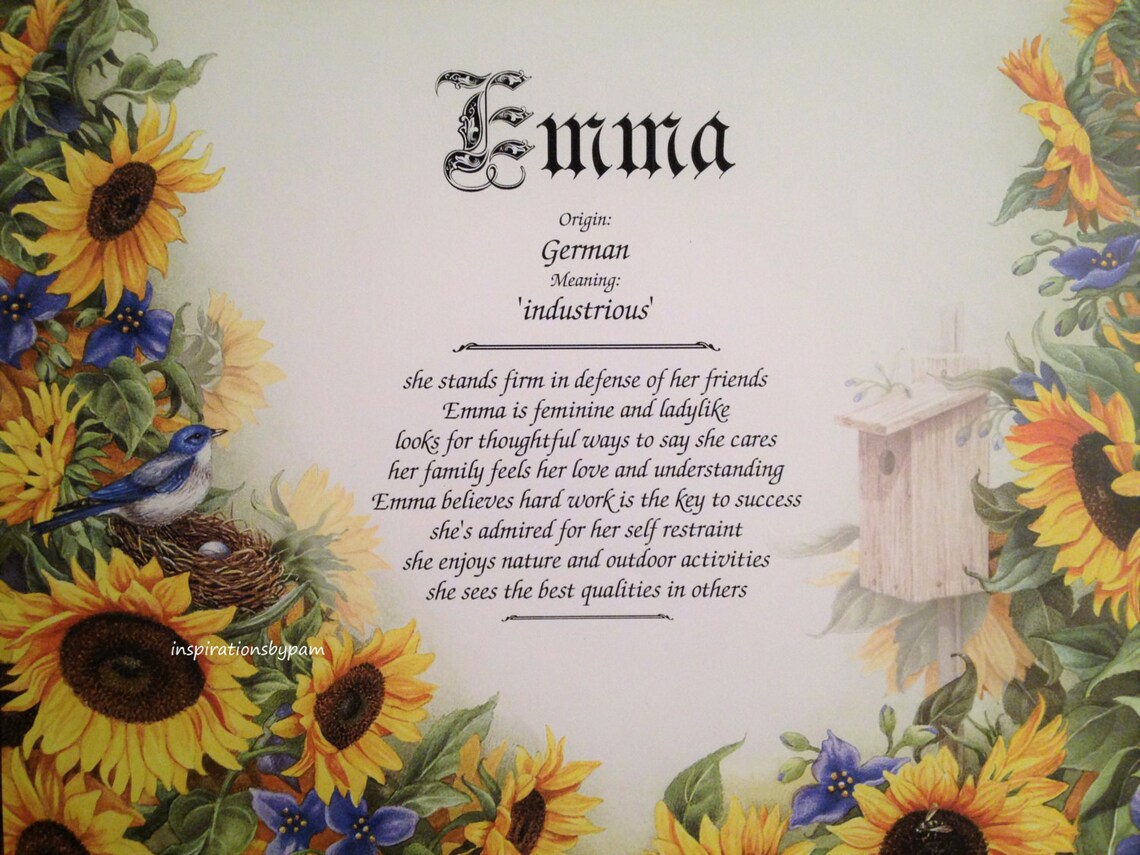 Emma
Origin:
German
Meaning:
'industrious'
she stands firm in defense of her friends
Emma is feminine and ladylike
looks for thoughtful ways to say she cares
her family feels her love and understanding
Emma believes hard work is the key to success
she's admired for her self restraint
she enjoys nature and outdoor activities
she sees the best qualities in others
inspirationsbypam